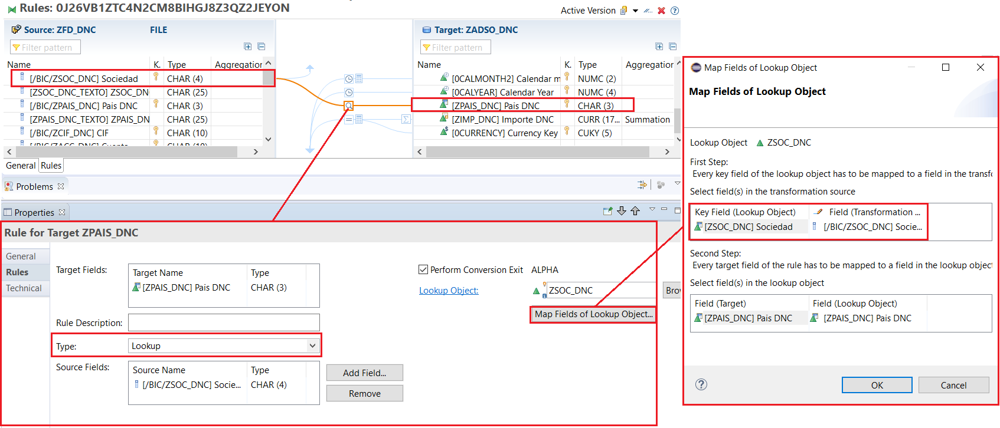 Rules: 0J26VB1ZTC4N2CM8BIHGJ8Z3QZ2JEYON
Active Version
Source: ZFD_DNC FILE
Filter pattern
Name K. Type Aggregation
[/BIC/ZSOC_DNC] Sociedad CHAR (4)
[ZSOC_DNC_TEXTO] ZSOC_DN CHAR (25)
[/BIC/ZPAIS_DNC] Pais DNC CHAR (3)
[ZPAIS_DNC_TEXTO] ZPAIS_DN CHAR (25)
[/BIC/ZCIF_DNC] CIF CHAR (10)
[/BIC/ZACC_DNC] Cuenta CHAR (10)
Target: ZADSO_DNC
Filter pattern
Name K. Type Aggregation
[0CALMONTH2] Calendar m NUMC (2)
[0CALYEAR] Calendar Year NUMC (4)
[ZPAIS_DNC] Pais DNC CHAR (3)
[ZIMP_DNC] Importe DNC CURR (17... Summation
[0CURRENCY] Currency Key CUKY (5)
General Rules
Problems
Properties
Rule for Target ZPAIS_DNC
General
Rules
Technical
Target Fields:
Target Name Type
[ZPAIS_DNC] Pais DNC CHAR (3)
Rule Description:
Type: Lookup
Source Fields:
Source Name Type
[/BIC/ZSOC_DNC] Socie... CHAR (4)
Add Field...
Remove
Perform Conversion Exit ALPHA
Lookup Object: ZSOC_DNC Brow
Map Fields of Lookup Object...
Map Fields of Lookup Object
Map Fields of Lookup Object
Lookup Object ZSOC_DNC
First Step:
Every key field of the lookup object has to be mapped to a field in the transfo
Select field(s) in the transformation source
Key Field (Lookup Object) Field (Transformation ...
[ZSOC_DNC] Sociedad [/BIC/ZSOC_DNC] Socie...
Second Step:
Every target field of the rule has to be mapped to a field in the lookup object
Select field(s) in the lookup object
Field (Target) Field (Lookup Object)
[ZPAIS_DNC] Pais DNC [ZPAIS_DNC] Pais DNC
OK Cancel